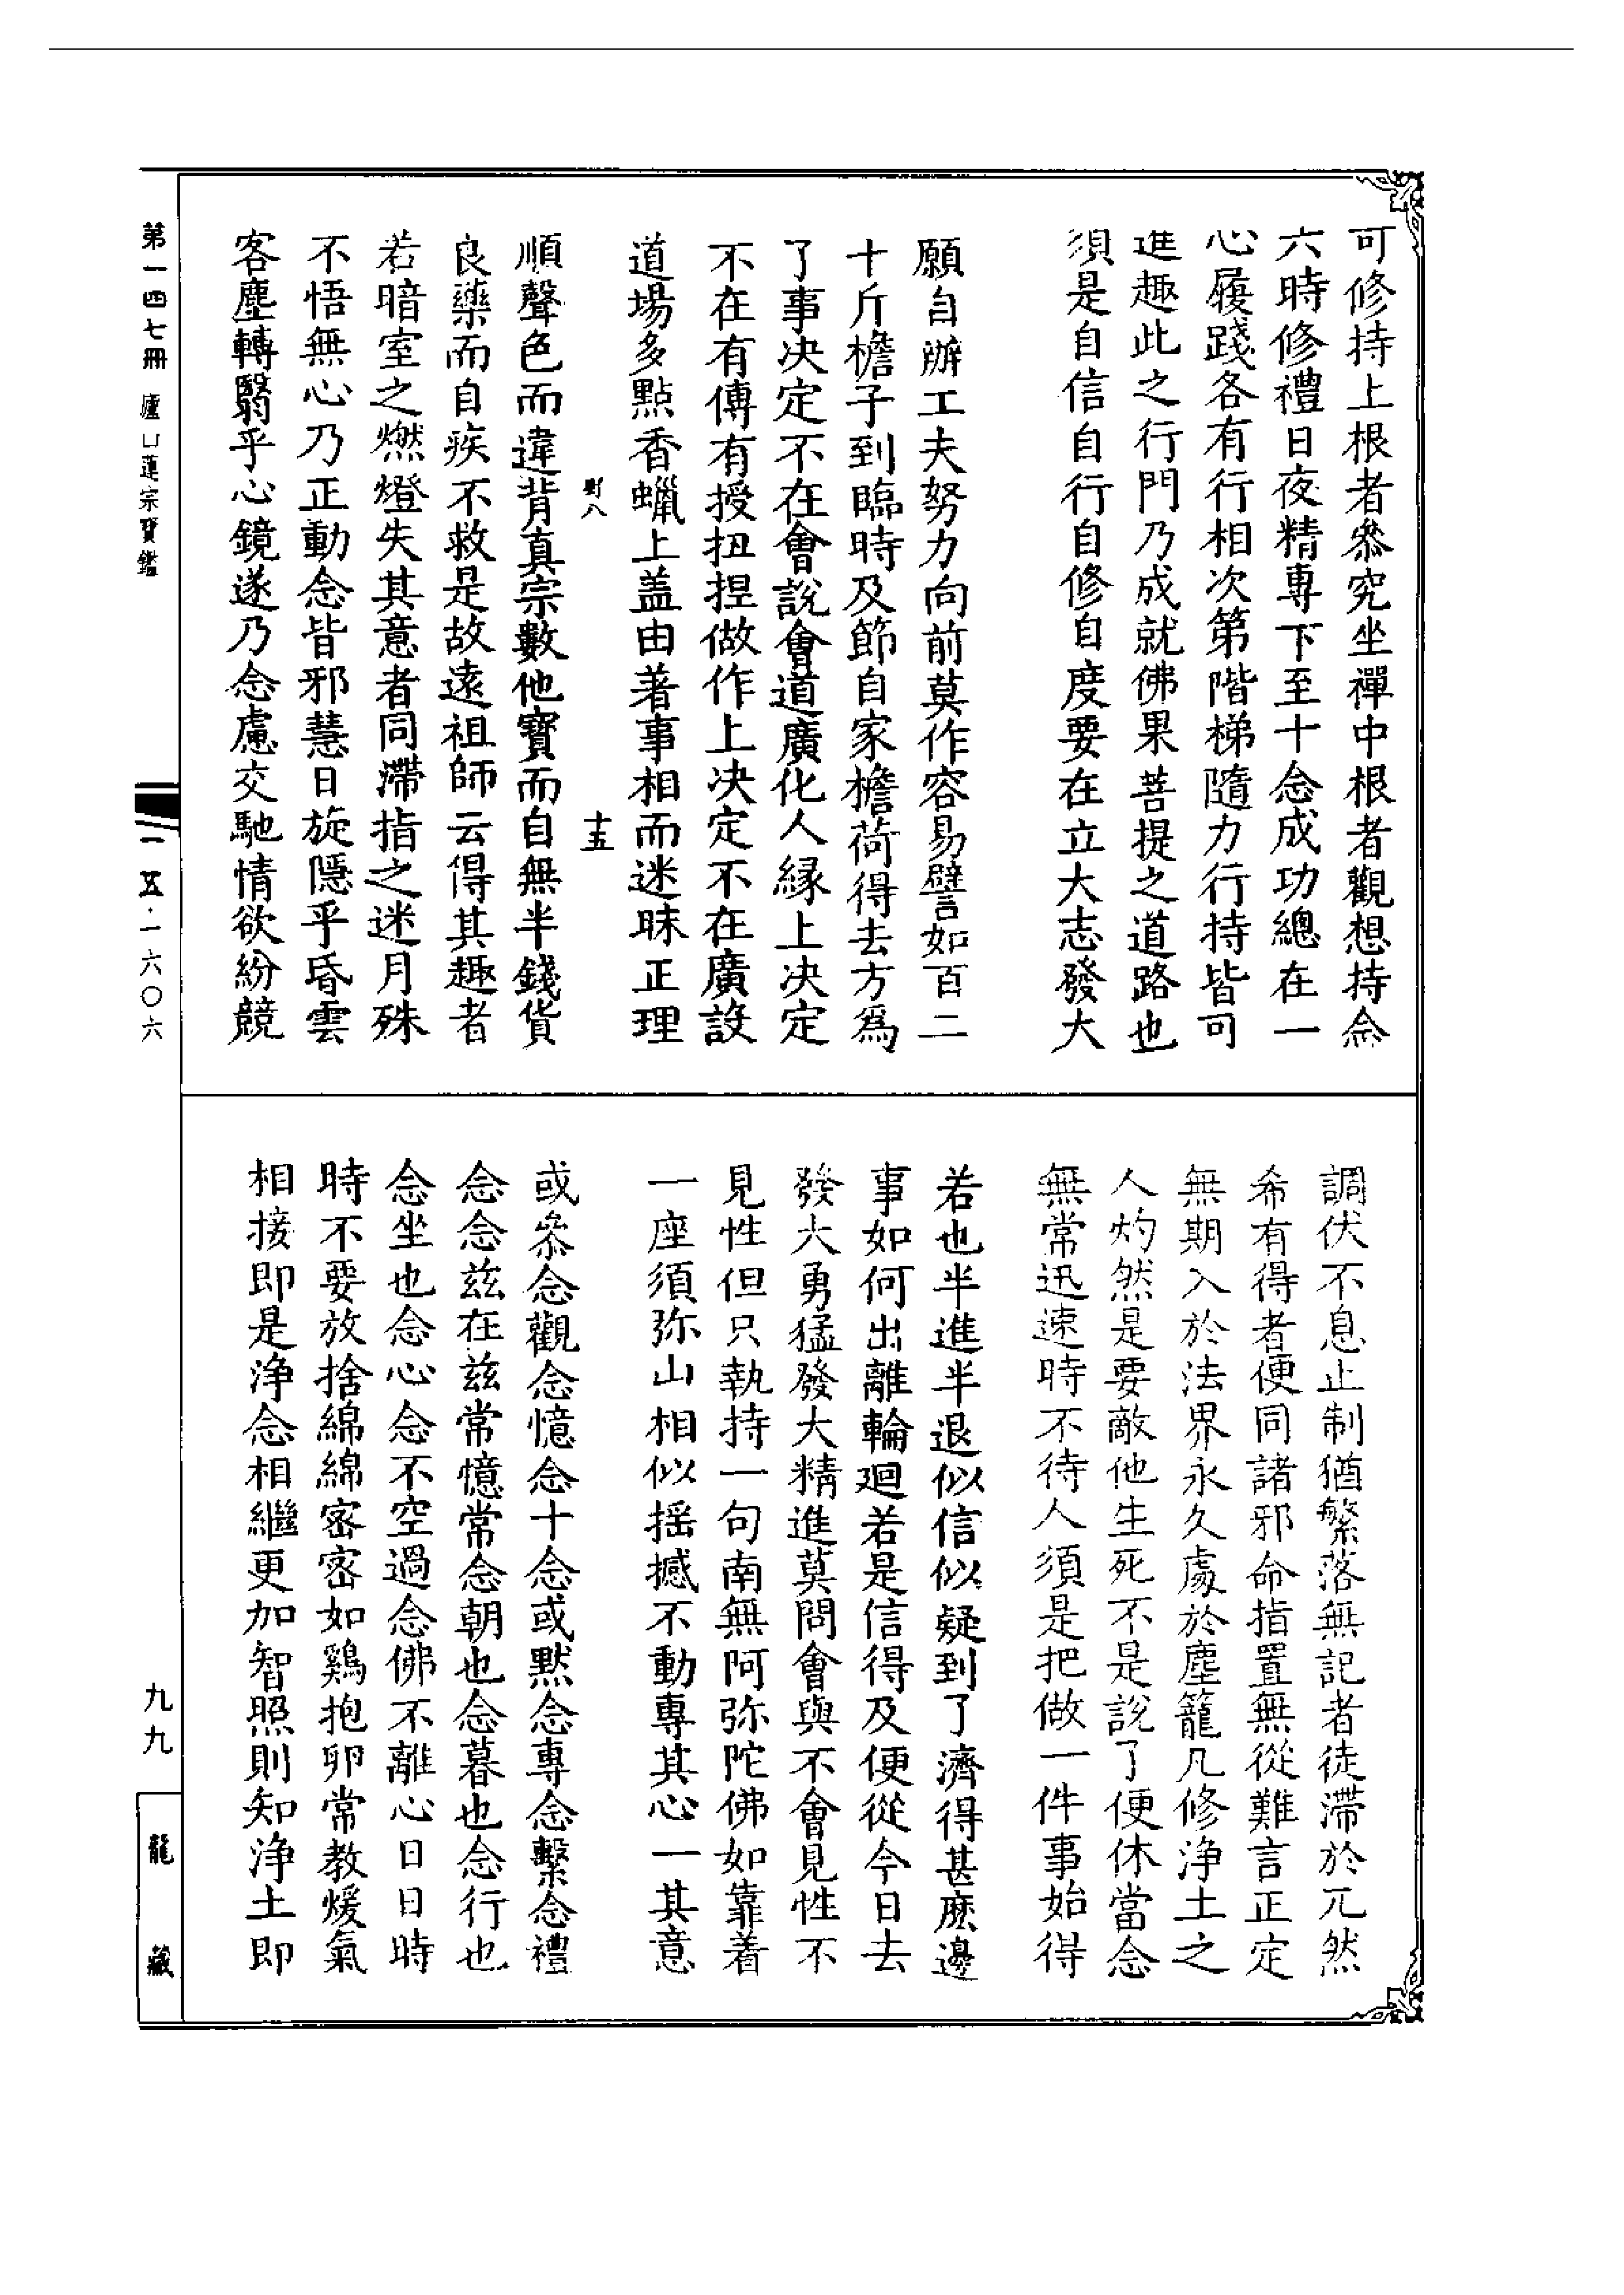 可修持上根者參究坐禪中根者觀想持念
六時修禮日夜精專下至十念成功總在一
心履踐各有行相次第階梯隨力行持皆可
進趣此之行門乃成就佛果菩提之道路也
須是自信自行自修自度要在立大志發大
願自辦工夫努力向前莫作容易譬如百二
十斤檐子到臨時及節自家檐荷得去方為
了事決定不在會說會道廣化人緣上決定
不在有傳有授扭捏做作上決定不在廣設
道場多點香蠟上盖由著事相而迷昧正理
十五
順聲色而違背真宗數他寶而自無半錢貨
良藥而自疾不救是故遠祖師云得其趣者
若暗室之燃燈失其意者同滯指之迷月殊
不悟無心乃正動念皆邪慧日旋隱乎昏雲
客塵轉翳乎心鏡遂乃念慮交馳情欲紛競
調伏不息止制猶繁落無記者徒滯於兀然
希有得者便同諸邪命指置無從難言正定
無期入於法界永久處於塵籠凡修淨土之
人灼然是要敵他生死不是說了便休當念
無常迅速時不待人須是把做一件事始得
若也半進半退似信似疑到了濟得甚麽邊
事如何出離輪廻若是信得及便從今日去
發大勇猛發大精進莫問會與不會見性不
見性但只執持一句南無阿弥陀佛如靠着
一座須弥山相似搖撼不動專其心一其意
或叅念觀念憶念十念或默念專念繫念禮
念念茲在茲常憶常念朝也念暮也念行也
念坐也念心念不空過念佛不離心日日時
時不要放捨綿綿密密如鷄抱卵常教煖氣
相接即是淨念相繼更加智照則知淨土即
第一四七冊
蓮宗寶鑑
一五·一六〇六
九九
龍藏